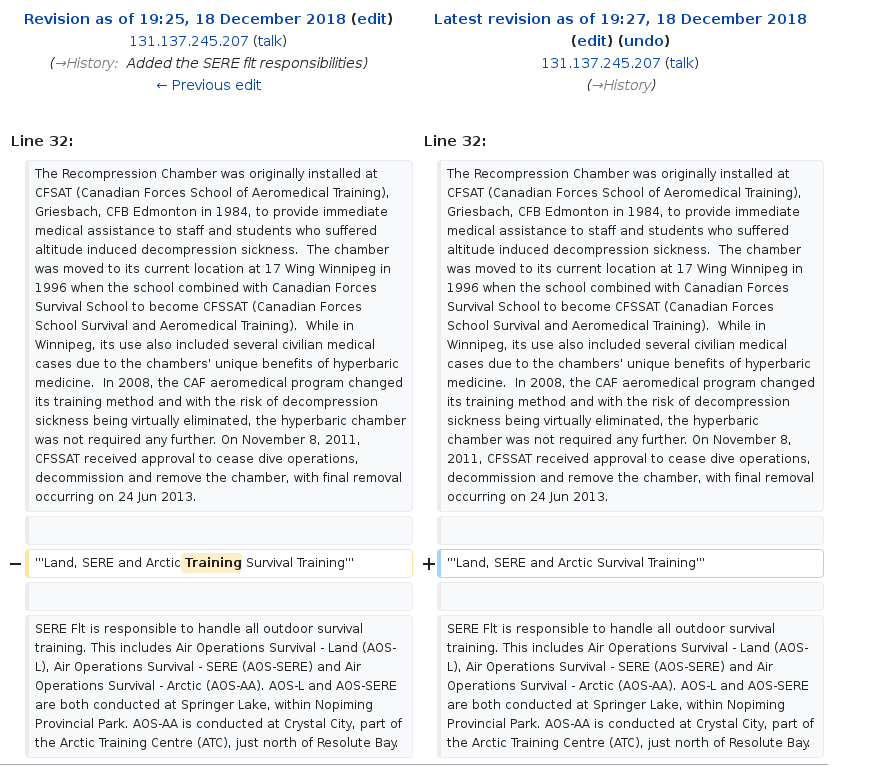 Revision as of 19:25, 18 December 2018 (edit)
131.137.245.207 (talk)
(→History: Added the SERE flt responsibilities)
← Previous edit
Latest revision as of 19:27, 18 December 2018
(edit) (undo)
131.137.245.207 (talk)
(→History)
Line 32:
The Recompression Chamber was originally installed at
CFSAT (Canadian Forces School of Aeromedical Training),
Griesbach, CFB Edmonton in 1984, to provide immediate
medical assistance to staff and students who suffered
altitude induced decompression sickness.  The chamber
was moved to its current location at 17 Wing Winnipeg in
1996 when the school combined with Canadian Forces
Survival School to become CFSSAT (Canadian Forces
School Survival and Aeromedical Training).  While in
Winnipeg, its use also included several civilian medical
cases due to the chambers' unique benefits of hyperbaric
medicine.  In 2008, the CAF aeromedical program changed
its training method and with the risk of decompression
sickness being virtually eliminated, the hyperbaric chamber
was not required any further. On November 8, 2011,
CFSSAT received approval to cease dive operations,
decommission and remove the chamber, with final removal
occurring on 24 Jun 2013.
− '''Land, SERE and Arctic Training Survival Training'''
SERE Flt is responsible to handle all outdoor survival
training. This includes Air Operations Survival - Land (AOS-
L), Air Operations Survival - SERE (AOS-SERE) and Air
Operations Survival - Arctic (AOS-AA). AOS-L and AOS-SERE
are both conducted at Springer Lake, within Nopiming
Provincial Park. AOS-AA is conducted at Crystal City, part of
the Arctic Training Centre (ATC), just north of Resolute Bay.
Line 32:
The Recompression Chamber was originally installed at
CFSAT (Canadian Forces School of Aeromedical Training),
Griesbach, CFB Edmonton in 1984, to provide immediate
medical assistance to staff and students who suffered
altitude induced decompression sickness.  The chamber
was moved to its current location at 17 Wing Winnipeg in
1996 when the school combined with Canadian Forces
Survival School to become CFSSAT (Canadian Forces
School Survival and Aeromedical Training).  While in
Winnipeg, its use also included several civilian medical
cases due to the chambers' unique benefits of hyperbaric
medicine.  In 2008, the CAF aeromedical program changed
its training method and with the risk of decompression
sickness being virtually eliminated, the hyperbaric
chamber was not required any further. On November 8,
2011, CFSSAT received approval to cease dive operations,
decommission and remove the chamber, with final removal
occurring on 24 Jun 2013.
+ '''Land, SERE and Arctic Survival Training'''
SERE Flt is responsible to handle all outdoor survival
training. This includes Air Operations Survival - Land (AOS-
L), Air Operations Survival - SERE (AOS-SERE) and Air
Operations Survival - Arctic (AOS-AA). AOS-L and AOS-SERE
are both conducted at Springer Lake, within Nopiming
Provincial Park. AOS-AA is conducted at Crystal City, part of
the Arctic Training Centre (ATC), just north of Resolute Bay.